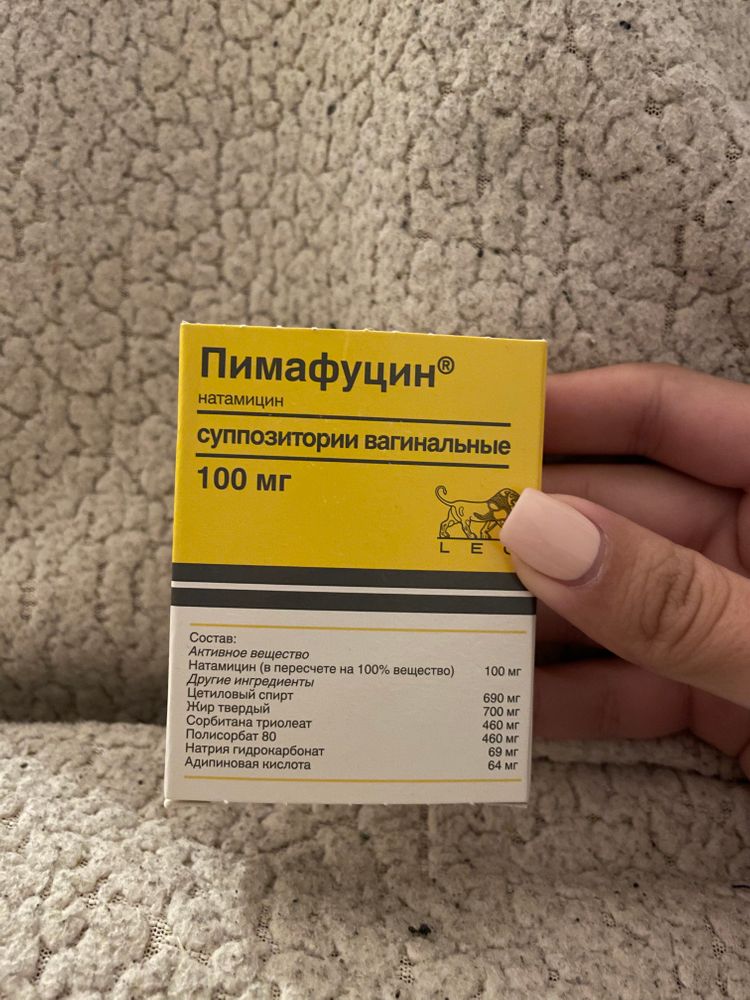 Пимафуцин®
натамицин
суппозитории вагинальные
100 мг
Состав:
Активное вещество
Натамицин (в пересчете на 100% вещество) 100 мг
Другие ингредиенты
Цетиловый спирт 690 мг
Жир твердый 700 мг
Сорбитана триолеат 460 мг
Полисорбат 80 460 мг
Натрия гидрокарбонат 69 мг
Адипиновая кислота 64 мг